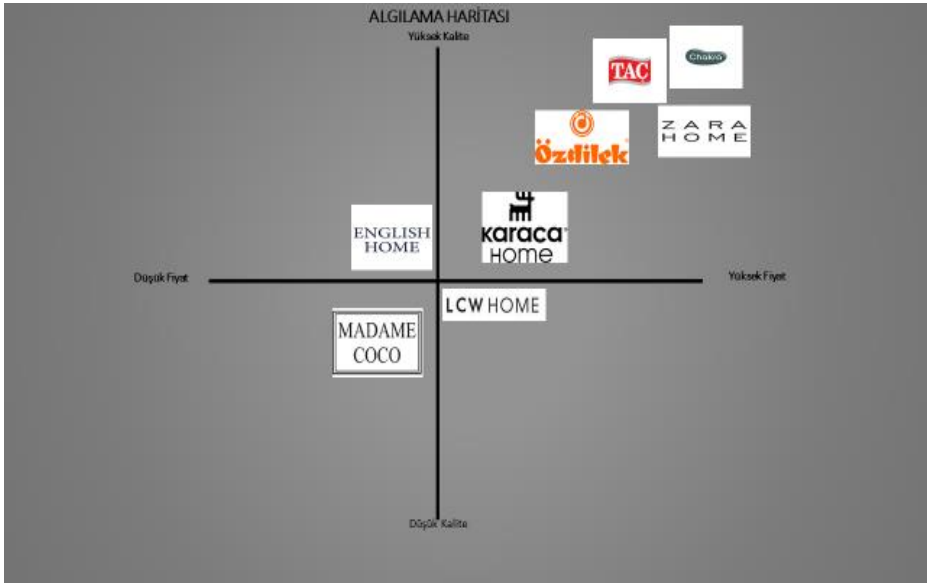 ALGILAMA HARİTASI
Yüksek Kalite
TAÇ
Chakra
Özdilek
ZARA
HOME
ENGLISH
HOME
Karaca
HOME
Düşük Fiyat
Yüksek Fiyat
LCW HOME
MADAME
COCO
Düşük Kalite